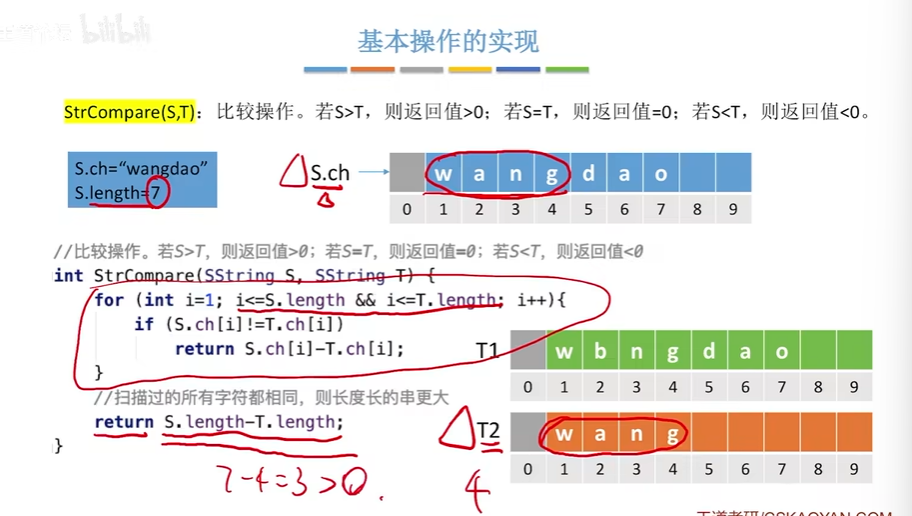 bilibili
基本操作的实现
StrCompare(S,T)：比较操作。若S>T，则返回值>0；若S=T，则返回值=0；若S<T，则返回值<0。
S.ch=“wangdao”
S.length=7
S.ch
w a n g d a o
0 1 2 3 4 5 6 7 8 9
//比较操作。若S>T，则返回值>0；若S=T，则返回值=0；若S<T，则返回值<0
int StrCompare(SString S, SString T) {
for (int i=1; i<=S.length && i<=T.length; i++){
if (S.ch[i]!=T.ch[i])
return S.ch[i]-T.ch[i];
}
//扫描过的所有字符都相同，则长度长的串更大
return S.length-T.length;
}
T1
w b n g d a o
0 1 2 3 4 5 6 7 8 9
T2
w a n g
0 1 2 3 4 5 6 7 8 9
7-4=3>0.
4
王道考研/CSKAOYAN.COM